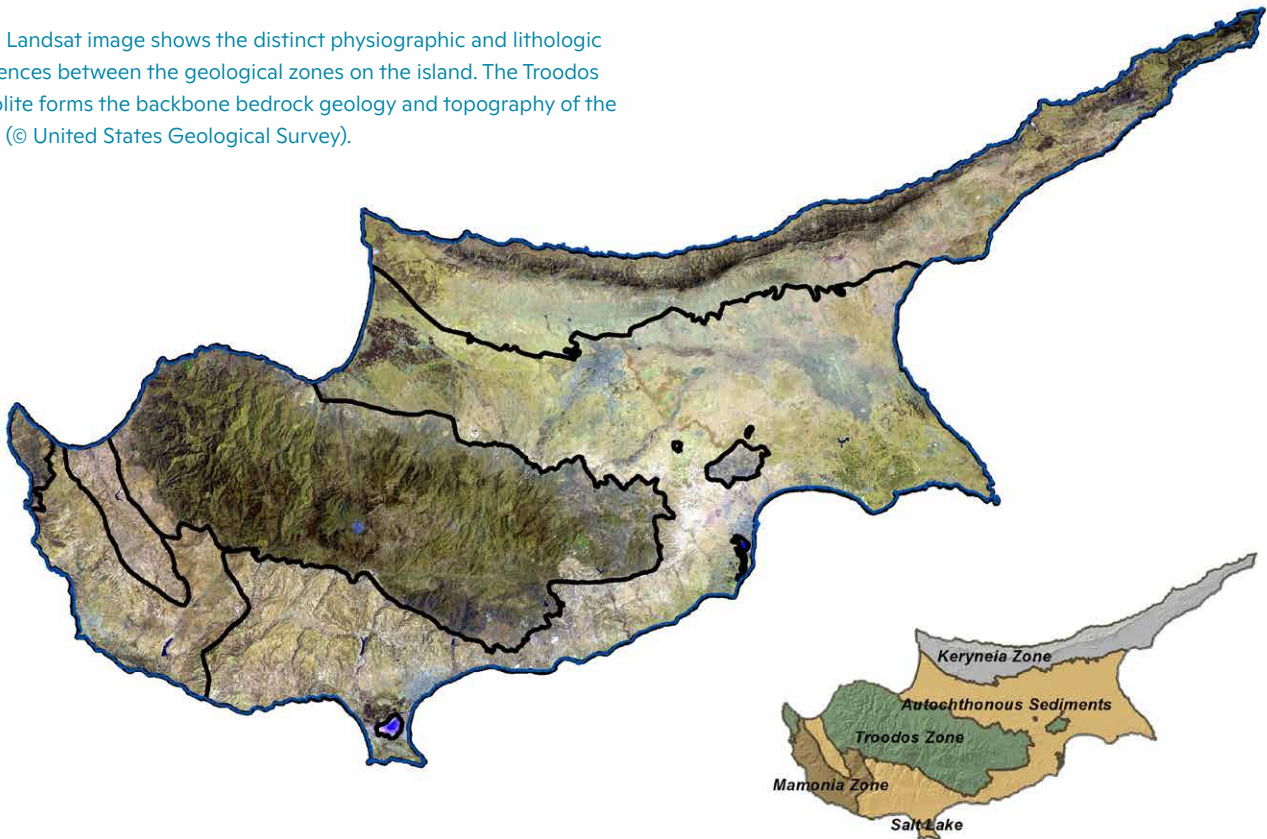 Landsat image shows the distinct physiographic and lithologic
ences between the geological zones on the island. The Troodos
lite forms the backbone bedrock geology and topography of the
(© United States Geological Survey).
Keryneia Zone
Autochthonous Sediments
Troodos Zone
Mamonia Zone
Salt Lake